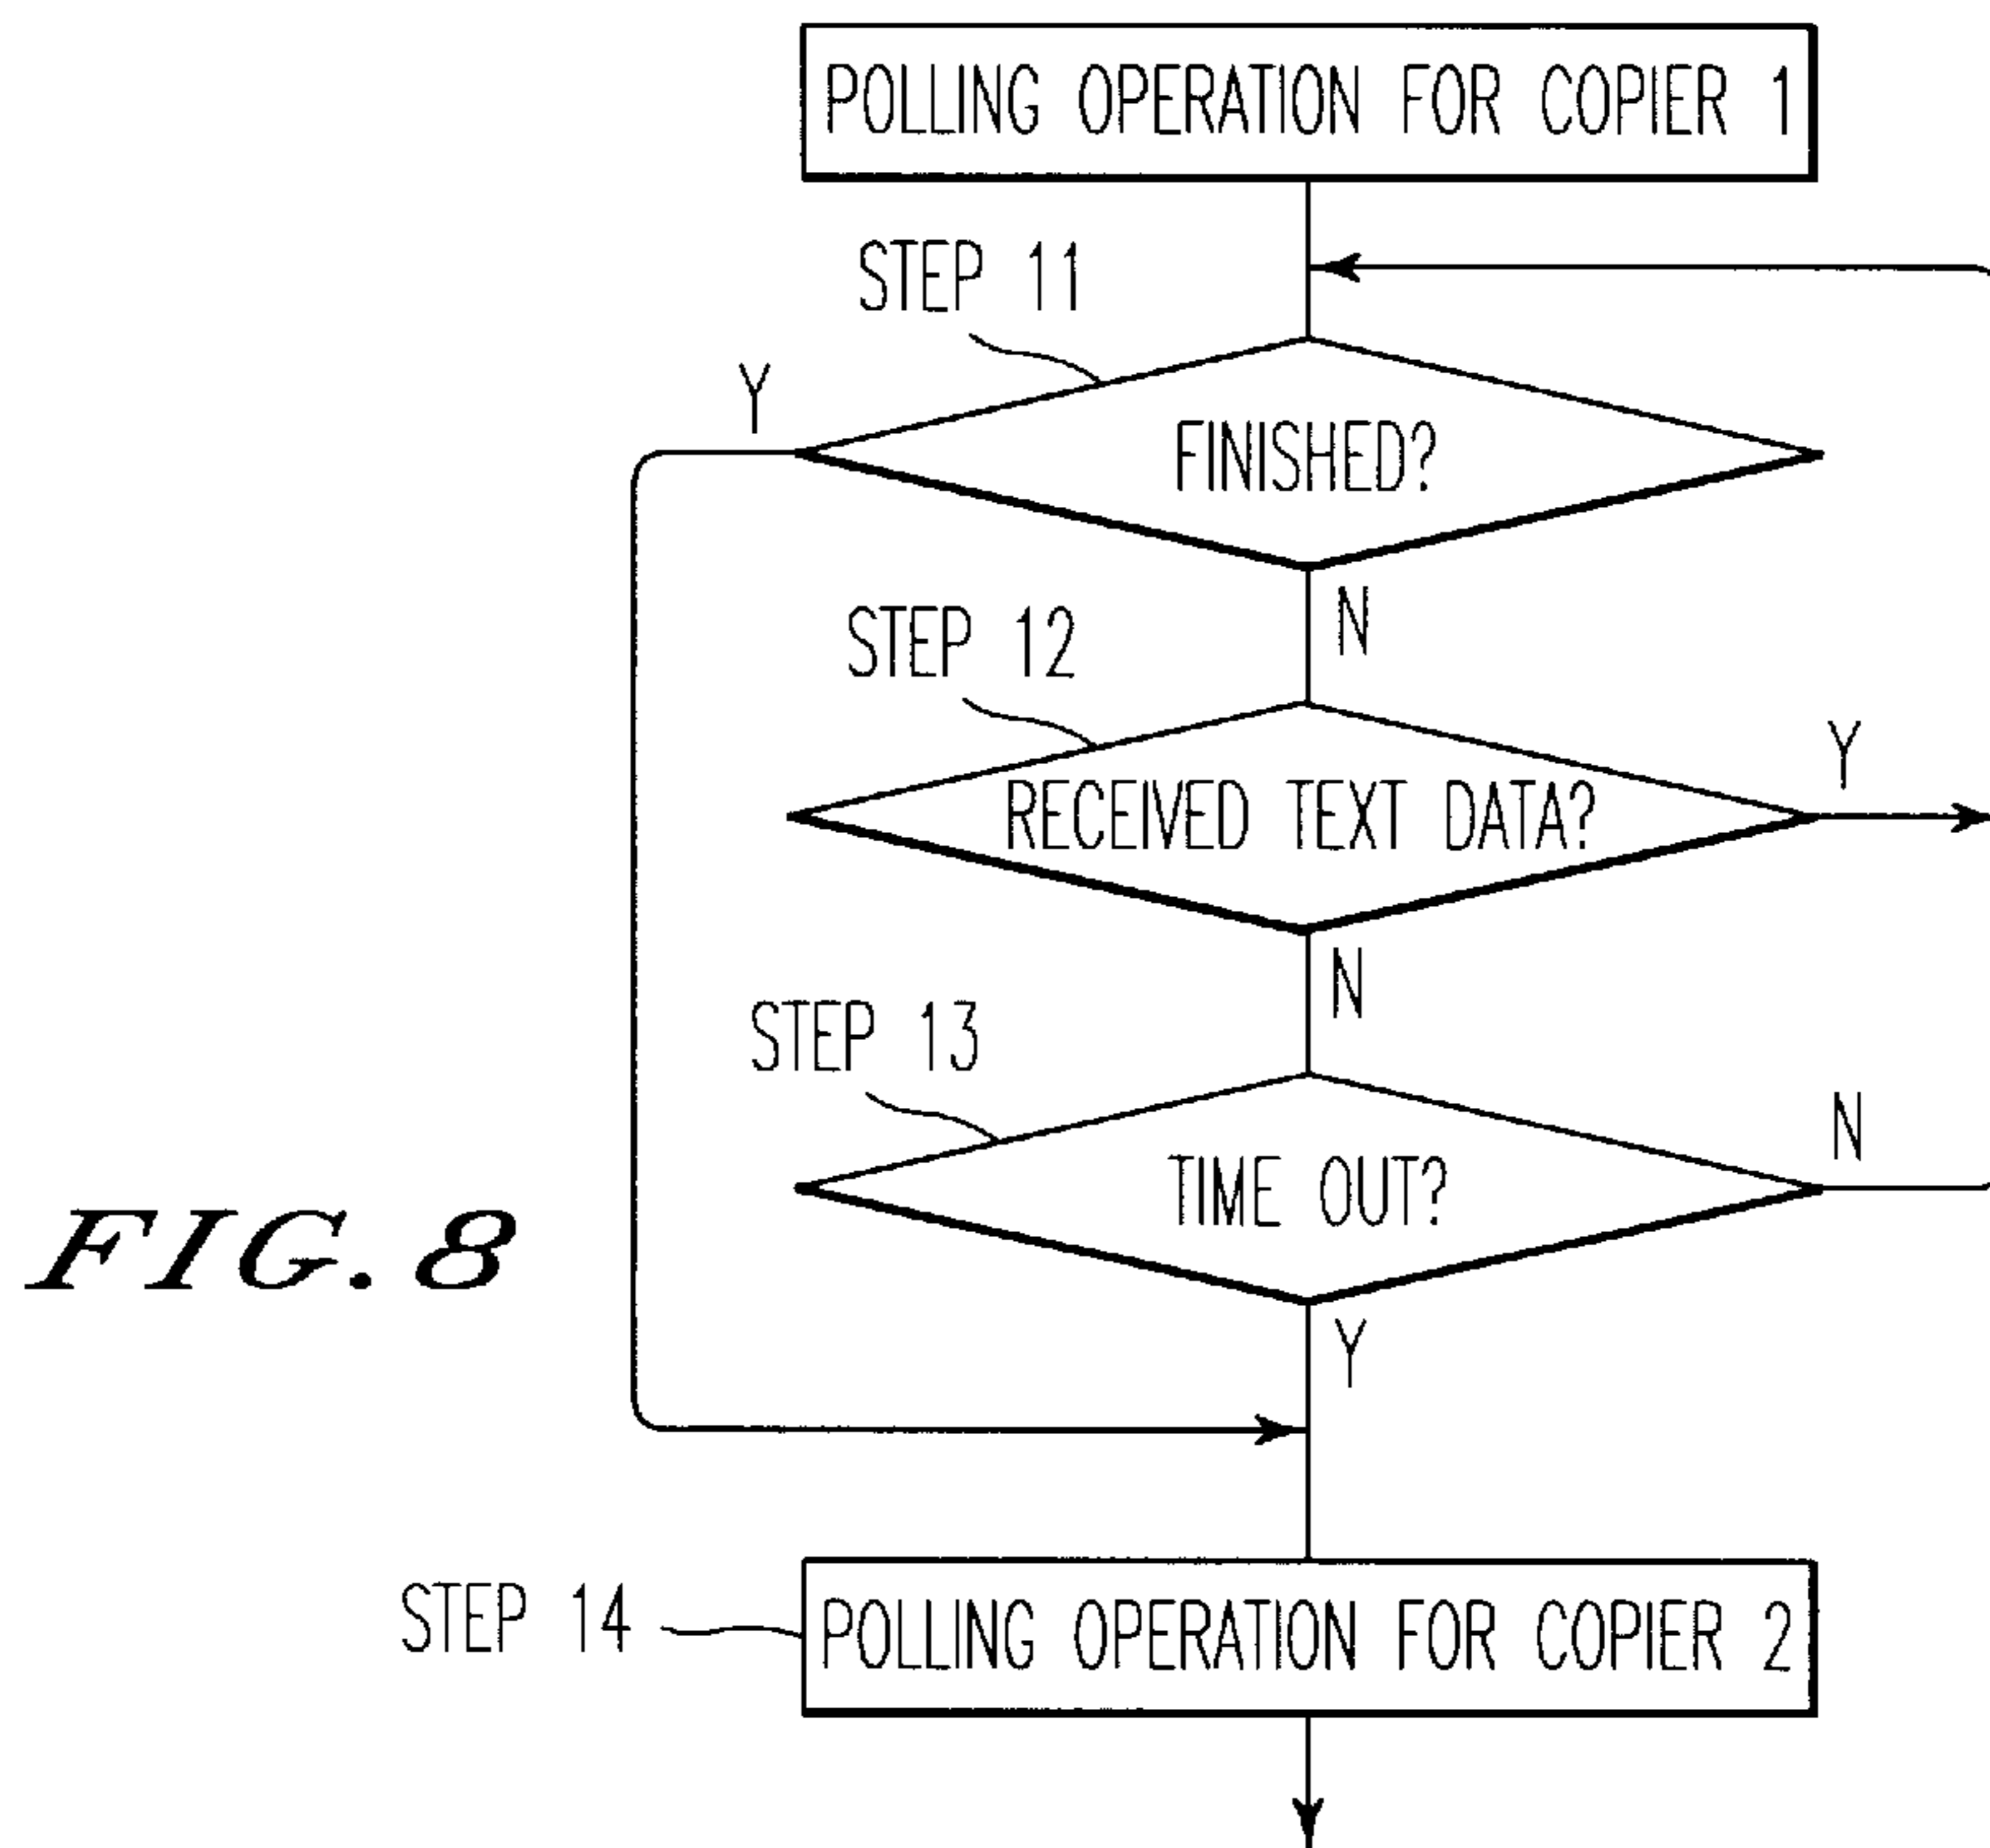 POLLING OPERATION FOR COPIER 1
STEP 11
Y
FINISHED?
N
STEP 12
Y
RECEIVED TEXT DATA?
N
STEP 13
N
TIME OUT?
FIG. 8
Y
STEP 14
POLLING OPERATION FOR COPIER 2